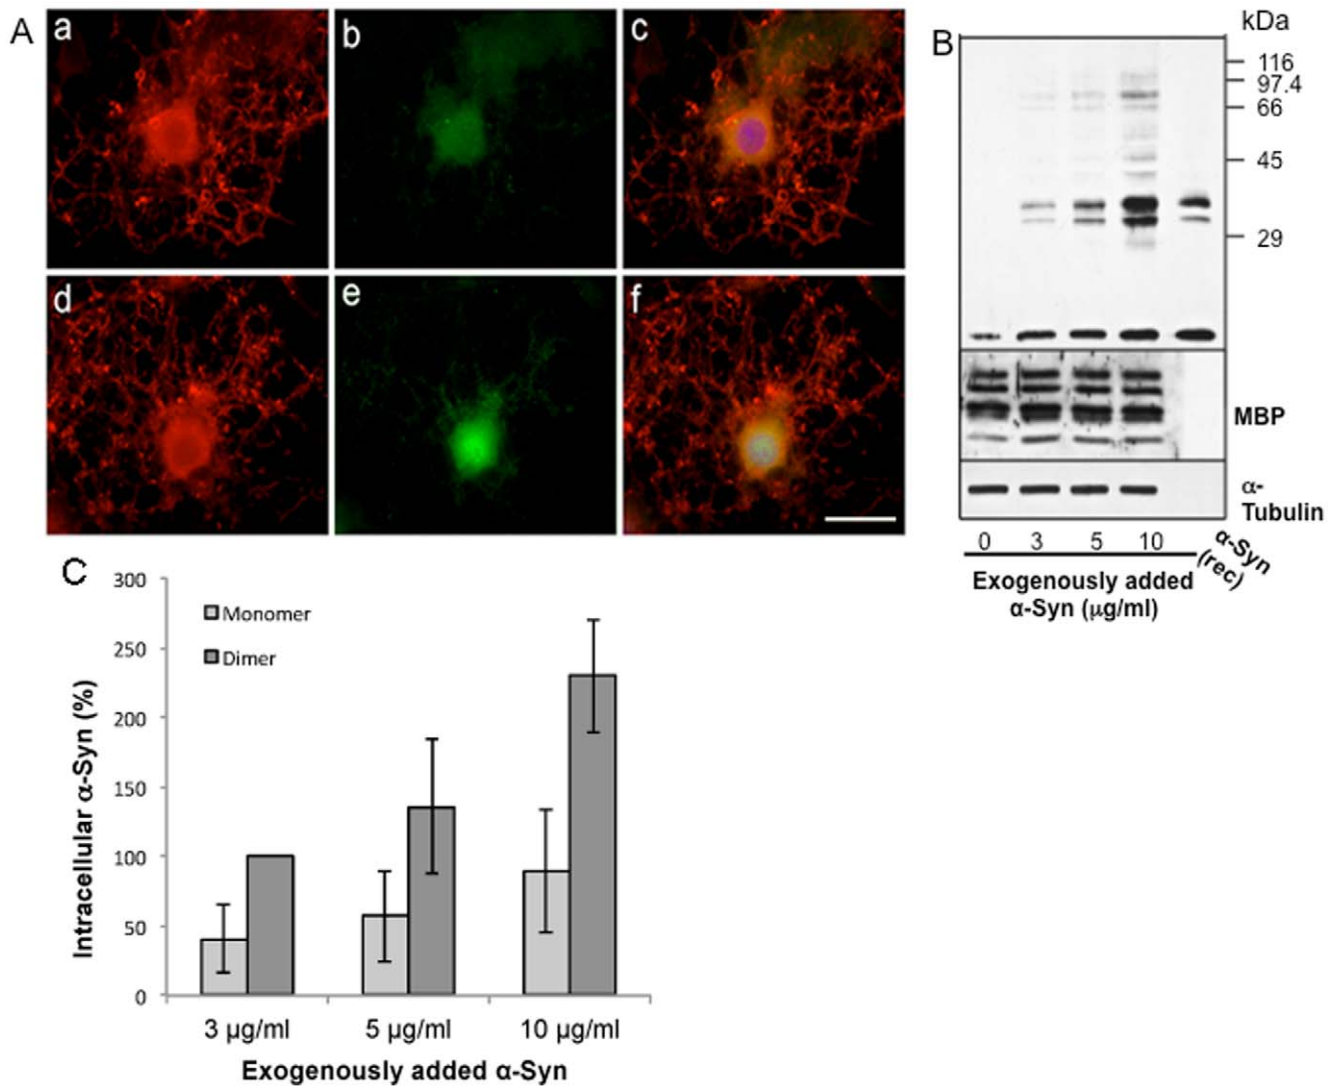 A
a
b
c
d
e
f
B
kDa
116
97.4
66
45
29
MBP
α-
Tubulin
0 3 5 10 α-Syn
(rec)
Exogenously added
α-Syn (µg/ml)
C
300
250
200
150
100
50
0
Monomer
Dimer
Intracellular α-Syn (%)
3 µg/ml 5 µg/ml 10 µg/ml
Exogenously added α-Syn